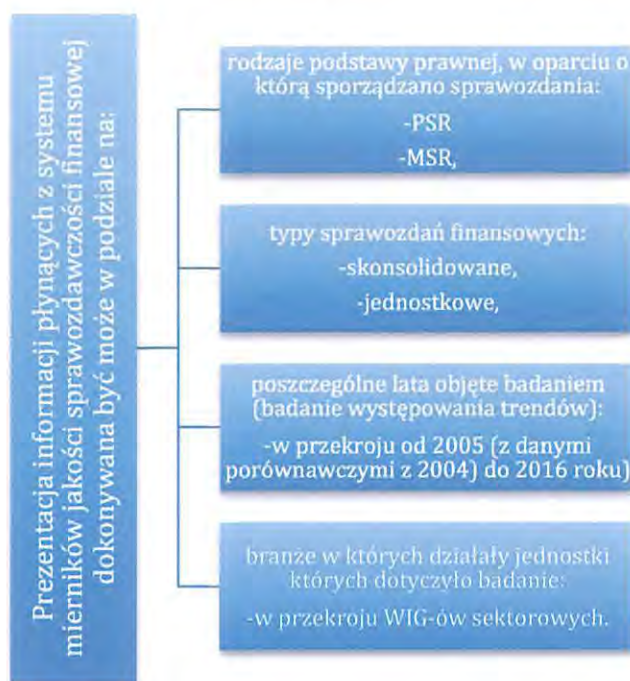 Prezentacja informacji płynących z systemu
mierników jakości sprawozdawczości finansowej
dokonywana być może w podziale na:
rodzaje podstawy prawnej, w oparciu o
którą sporządzano sprawozdania:
-PSR
-MSR,
typy sprawozdań finansowych:
-skonsolidowane,
-jednostkowe,
poszczególne lata objęte badaniem
(badanie występowania trendów):
-w przekroju od 2005 (z danymi
porównawczymi z 2004) do 2016 roku)
branże w których działały jednostki
których dotyczyło badanie:
-w przekroju WIG-ów sektorowych.